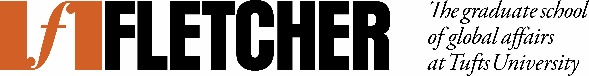 f FLETCHER
The graduate school
of global affairs
at Tufts University